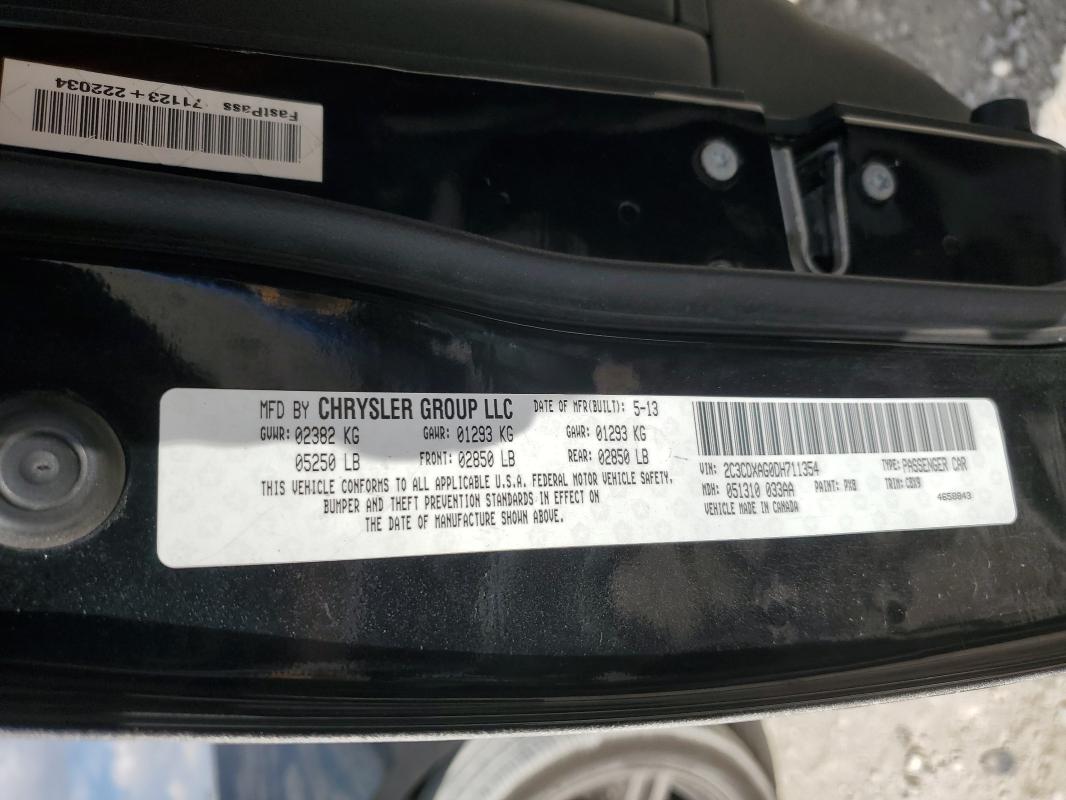 FastPass 71123+222034
MFD BY CHRYSLER GROUP LLC DATE OF MFR(BUILT): 5-13
GVWR: 02382 KG GAWR: 01293 KG GAWR: 01293 KG
05250 LB FRONT: 02850 LB REAR: 02850 LB
THIS VEHICLE CONFORMS TO ALL APPLICABLE U.S.A. FEDERAL MOTOR VEHICLE SAFETY,
BUMPER AND THEFT PREVENTION STANDARDS IN EFFECT ON
THE DATE OF MANUFACTURE SHOWN ABOVE.
VIN: 2C3CDXAG0DH711354 TYPE: PASSENGER CAR
MDH: 051310 033AA PAINT: PX8 TRIM: CBX9
VEHICLE MADE IN CANADA 4658843